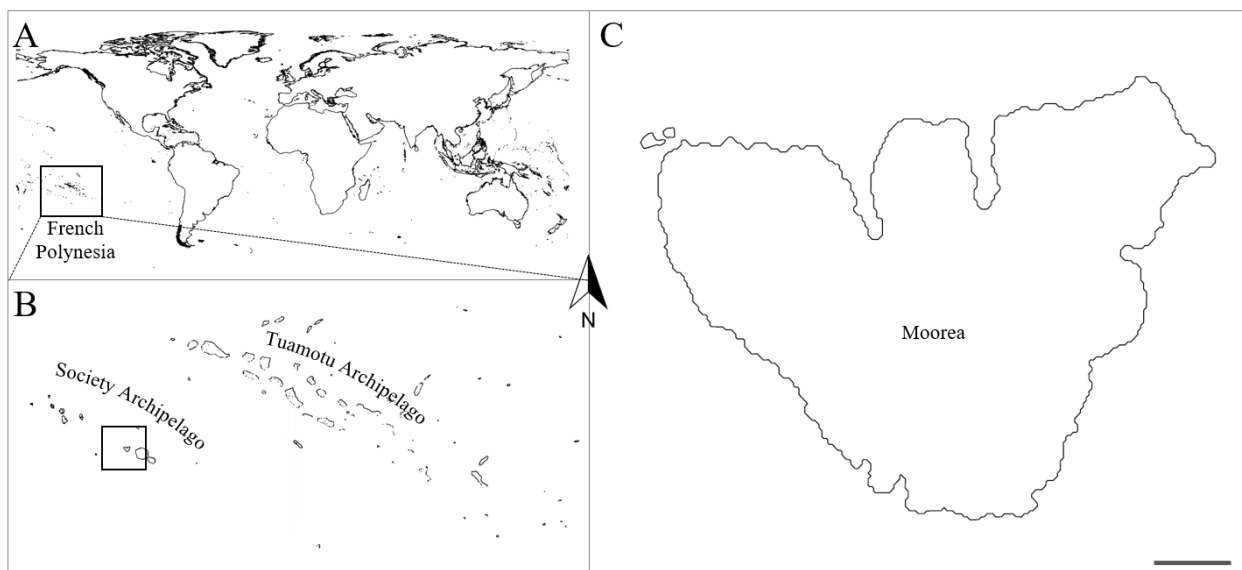 A
French
Polynesia
B
Society Archipelago
Tuamotu Archipelago
N
C
Moorea